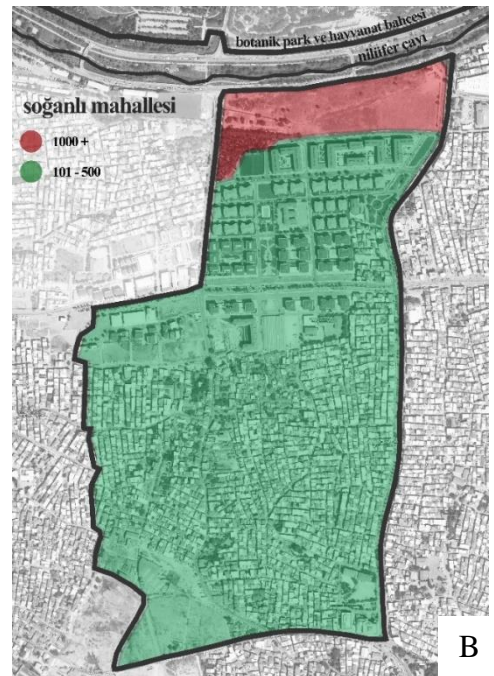 botanik park ve hayvanat bahçesi
nilüfer çayı
soğanlı mahallesi
1000 +
101 - 500
B